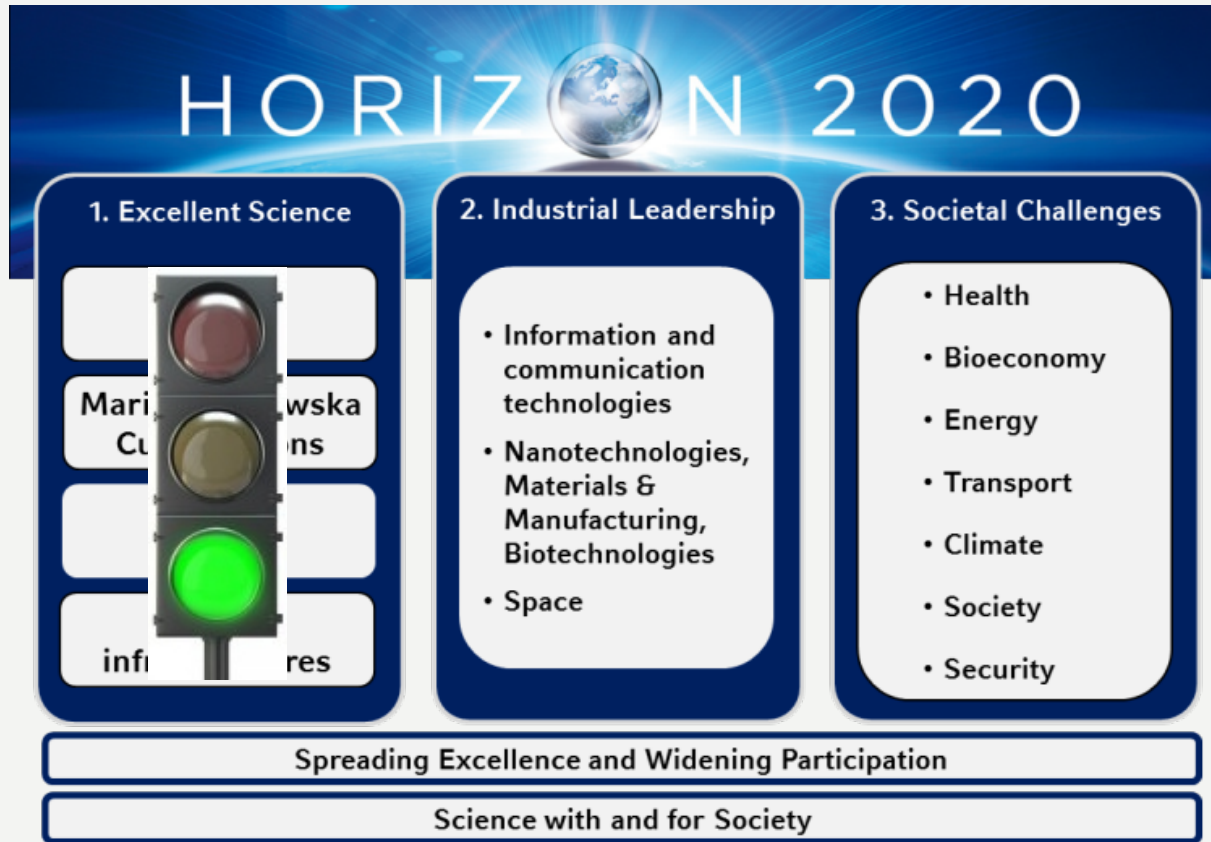 HORIZON 2020
1. Excellent Science
2. Industrial Leadership
• Information and
communication
technologies
• Nanotechnologies,
Materials &
Manufacturing,
Biotechnologies
• Space
3. Societal Challenges
• Health
• Bioeconomy
• Energy
• Transport
• Climate
• Society
• Security
Spreading Excellence and Widening Participation
Science with and for Society